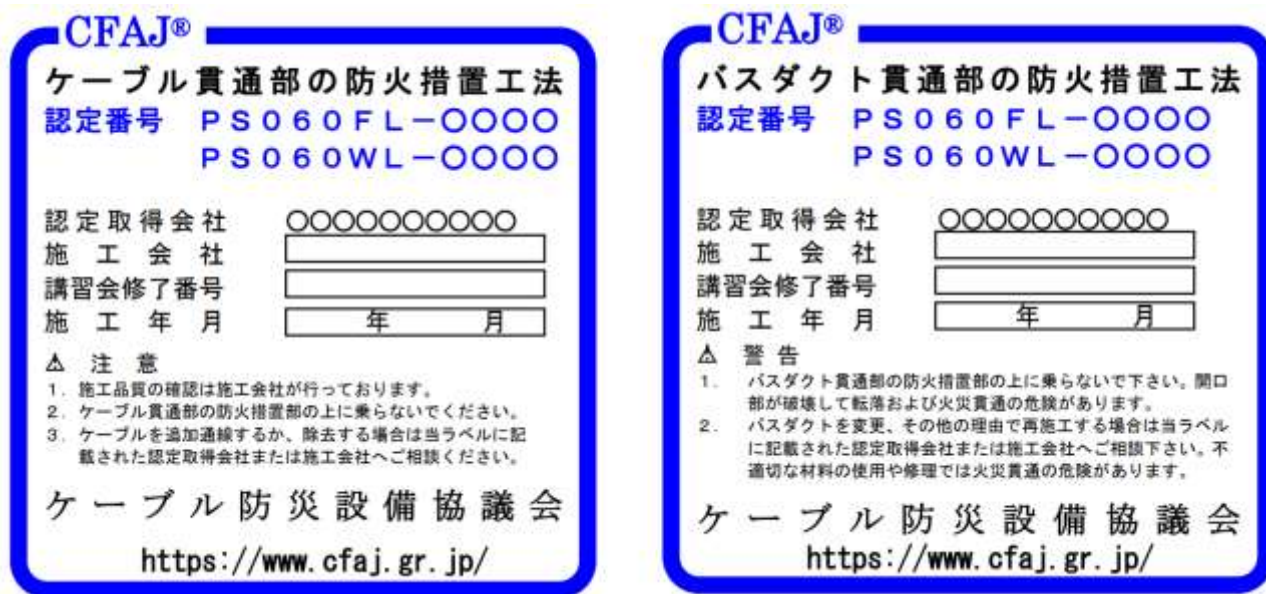 CFAJ®
ケーブル貫通部の防火措置工法
認定番号 PS060FL-○○○○
PS060WL-○○○○
認定取得会社 ○○○○○○○○○○
施工会社
講習会修了番号
施工年月 年 月
⚠ 注意
1. 施工品質の確認は施工会社が行っております。
2. ケーブル貫通部の防火措置部の上に乗らないでください。
3. ケーブルを追加通線するか、除去する場合は当ラベルに記
載された認定取得会社または施工会社へご相談ください。
ケーブル防災設備協議会
https://www.cfaj.gr.jp/
CFAJ®
バスダクト貫通部の防火措置工法
認定番号 PS060FL-○○○○
PS060WL-○○○○
認定取得会社 ○○○○○○○○○○
施工会社
講習会修了番号
施工年月 年 月
⚠ 警告
1. バスダクト貫通部の防火措置部の上に乗らないで下さい。開口
部が破壊して転落および火災貫通の危険があります。
2. バスダクトを変更、その他の理由で再施工する場合は当ラベル
に記載された認定取得会社または施工会社へご相談下さい。不
適切な材料の使用や修理では火災貫通の危険があります。
ケーブル防災設備協議会
https://www.cfaj.gr.jp/